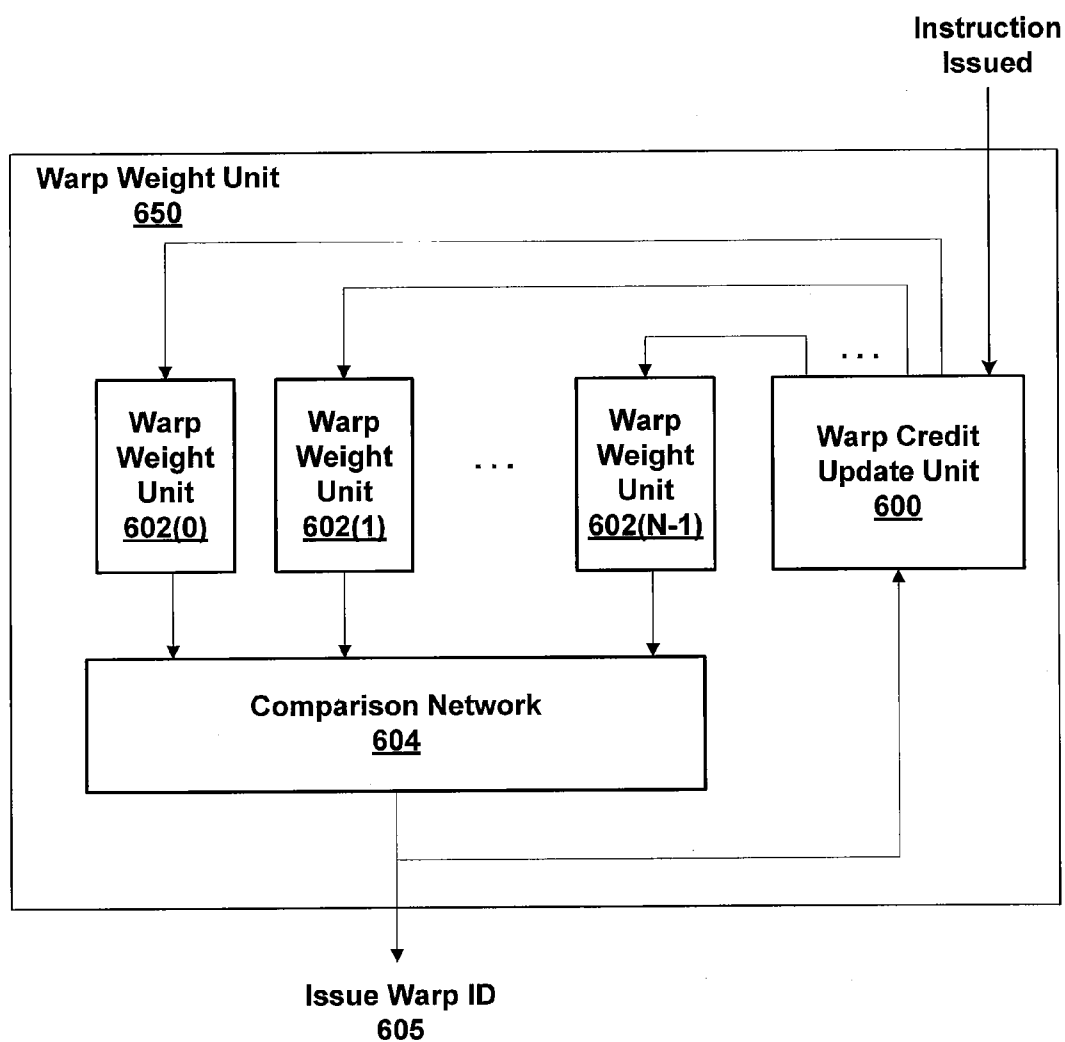 Instruction
Issued
Warp Weight Unit
650
...
Warp
Weight
Unit
602(0)
Warp
Weight
Unit
602(1)
...
Warp
Weight
Unit
602(N-1)
Warp Credit
Update Unit
600
Comparison Network
604
Issue Warp ID
605